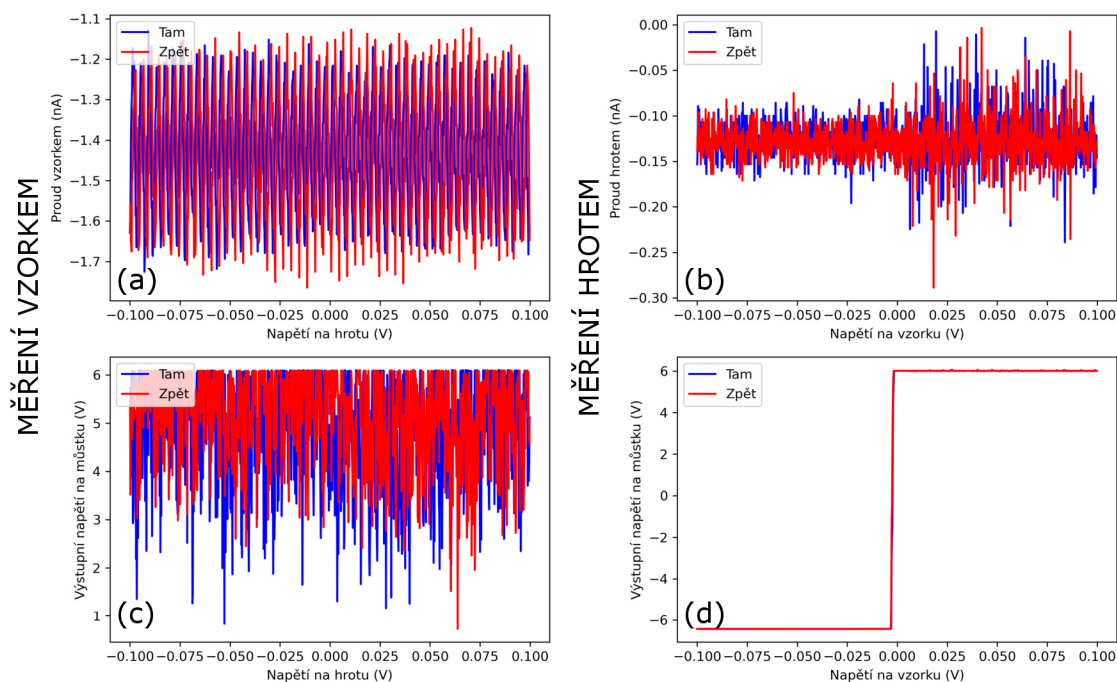 MĚŘENÍ VZORKEM
Proud vzorkem (nA)
−1.1
−1.2
−1.3
−1.4
−1.5
−1.6
−1.7
Tam
Zpět
(a)
−0.100 −0.075 −0.050 −0.025 0.000 0.025 0.050 0.075 0.100
Napětí na hrotu (V)
MĚŘENÍ HROTEM
Proud hrotem (nA)
0.00
−0.05
−0.10
−0.15
−0.20
−0.25
−0.30
Tam
Zpět
(b)
−0.100 −0.075 −0.050 −0.025 0.000 0.025 0.050 0.075 0.100
Napětí na vzorku (V)
Výstupní napětí na můstku (V)
6
5
4
3
2
1
Tam
Zpět
(c)
−0.100 −0.075 −0.050 −0.025 0.000 0.025 0.050 0.075 0.100
Napětí na hrotu (V)
Výstupní napětí na můstku (V)
6
4
2
0
−2
−4
−6
Tam
Zpět
(d)
−0.100 −0.075 −0.050 −0.025 0.000 0.025 0.050 0.075 0.100
Napětí na vzorku (V)